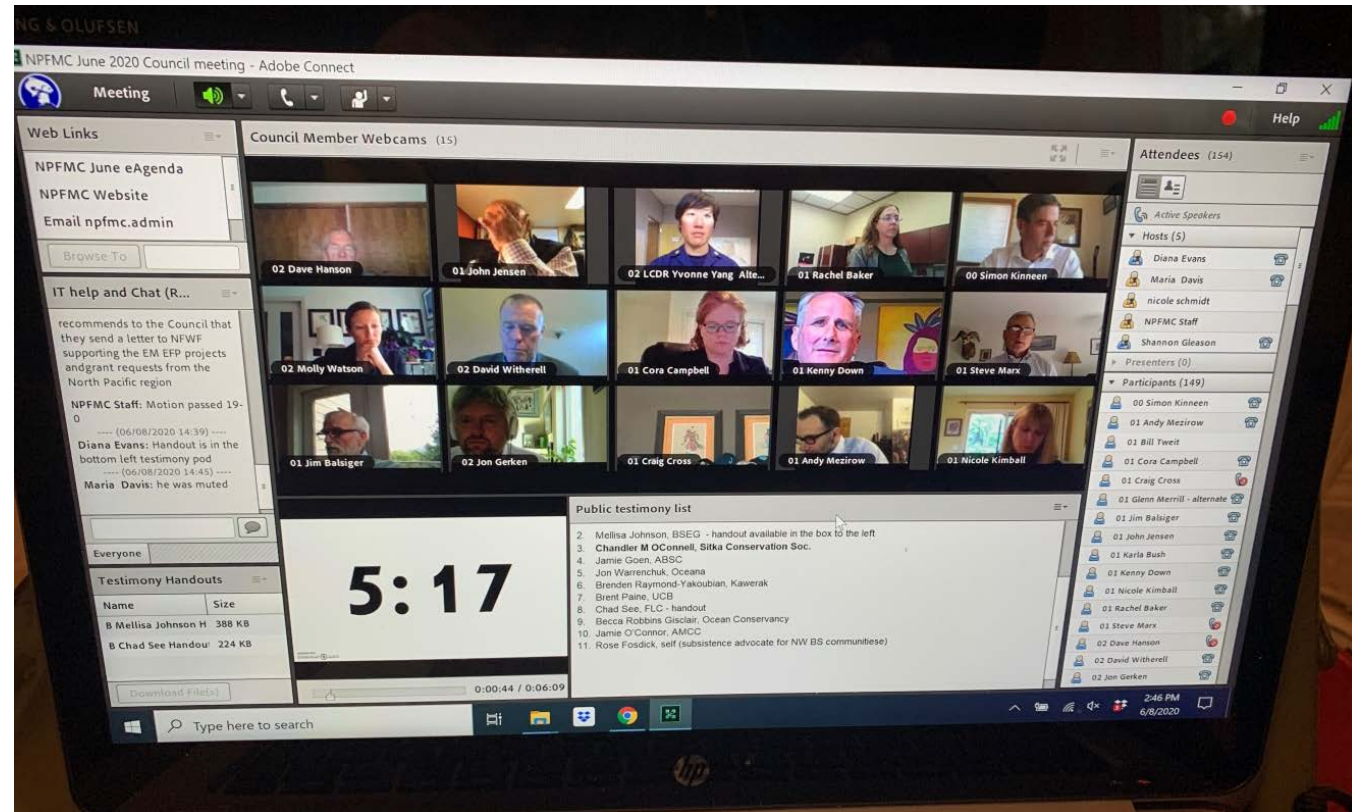 NG & OLUFSEN
NPFMC June 2020 Council meeting - Adobe Connect
Meeting
Help
Web Links
NPFMC June eAgenda
NPFMC Website
Email npfmc.admin
Browse To
IT help and Chat (R...
recommends to the Council that
they send a letter to NFWF
supporting the EM EFP projects
andgrant requests from the
North Pacific region
NPFMC Staff: Motion passed 19-
0
---- (06/08/2020 14:39) ----
Diana Evans: Handout is in the
bottom left testimony pod
---- (06/08/2020 14:45) ----
Maria Davis: he was muted
Everyone
Testimony Handouts
Name Size
B Mellisa Johnson H 388 KB
B Chad See Handou 224 KB
Download File(s)
Council Member Webcams (15)
02 Dave Hanson
01 John Jensen
02 LCDR Yvonne Yang Alte...
01 Rachel Baker
00 Simon Kinneen
02 Molly Watson
02 David Witherell
01 Cora Campbell
01 Kenny Down
01 Steve Marx
01 Jim Balsiger
02 Jon Gerken
01 Craig Cross
01 Andy Mezirow
01 Nicole Kimball
5:17
0:00:44 / 0:06:09
Public testimony list
2. Mellisa Johnson, BSEG - handout available in the box to the left
3. Chandler M OConnell, Sitka Conservation Soc.
4. Jamie Goen, ABSC
5. Jon Warrenchuk, Oceana
6. Brenden Raymond-Yakoubian, Kawerak
7. Brent Paine, UCB
8. Chad See, FLC - handout
9. Becca Robbins Gisclair, Ocean Conservancy
10. Jamie O'Connor, AMCC
11. Rose Fosdick, self (subsistence advocate for NW BS communitiese)
Attendees (154)
Active Speakers
Hosts (5)
Diana Evans
Maria Davis
nicole schmidt
NPFMC Staff
Shannon Gleason
Presenters (0)
Participants (149)
00 Simon Kinneen
01 Andy Mezirow
01 Bill Tweit
01 Cora Campbell
01 Craig Cross
01 Glenn Merrill - alternate
01 Jim Balsiger
01 John Jensen
01 Karla Bush
01 Kenny Down
01 Nicole Kimball
01 Rachel Baker
01 Steve Marx
02 Dave Hanson
02 David Witherell
02 Jon Gerken
Type here to search
2:46 PM
6/8/2020
hp